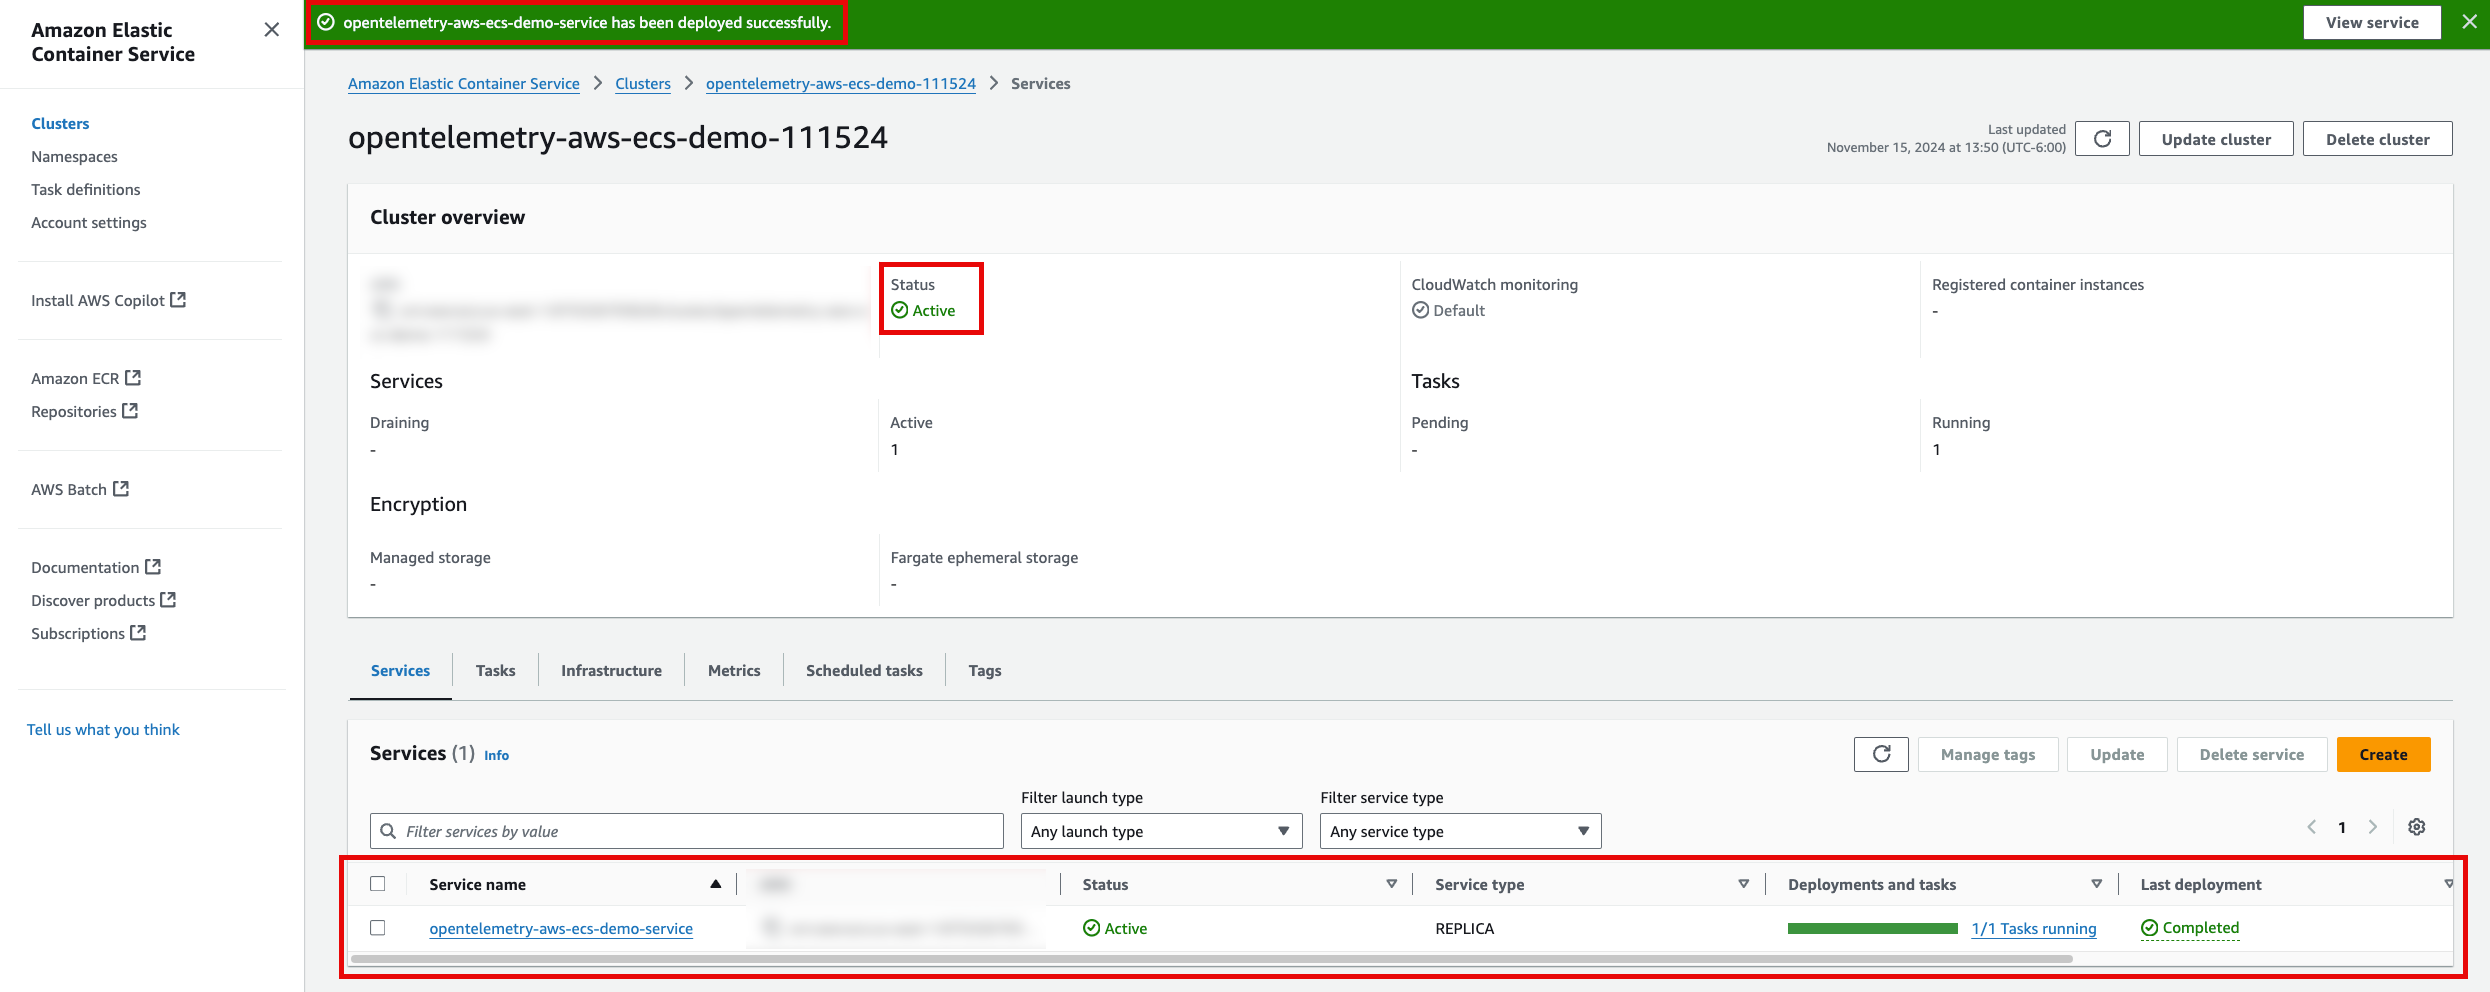 Amazon Elastic
Container Service
Clusters
Namespaces
Task definitions
Account settings
Install AWS Copilot
Amazon ECR
Repositories
AWS Batch
Documentation
Discover products
Subscriptions
Tell us what you think
opentelemetry-aws-ecs-demo-service has been deployed successfully.
View service
Amazon Elastic Container Service > Clusters > opentelemetry-aws-ecs-demo-111524 > Services
opentelemetry-aws-ecs-demo-111524
Last updated
November 15, 2024 at 13:50 (UTC-6:00)
Update cluster
Delete cluster
Cluster overview
Status
Active
CloudWatch monitoring
Default
Registered container instances
-
Services
Tasks
Draining
-
Active
1
Pending
-
Running
1
Encryption
Managed storage
-
Fargate ephemeral storage
-
Services
Tasks
Infrastructure
Metrics
Scheduled tasks
Tags
Services (1) Info
Manage tags
Update
Delete service
Create
Filter launch type
Filter service type
Filter services by value
Any launch type
Any service type
1
Service name
Status
Service type
Deployments and tasks
Last deployment
opentelemetry-aws-ecs-demo-service
Active
REPLICA
1/1 Tasks running
Completed